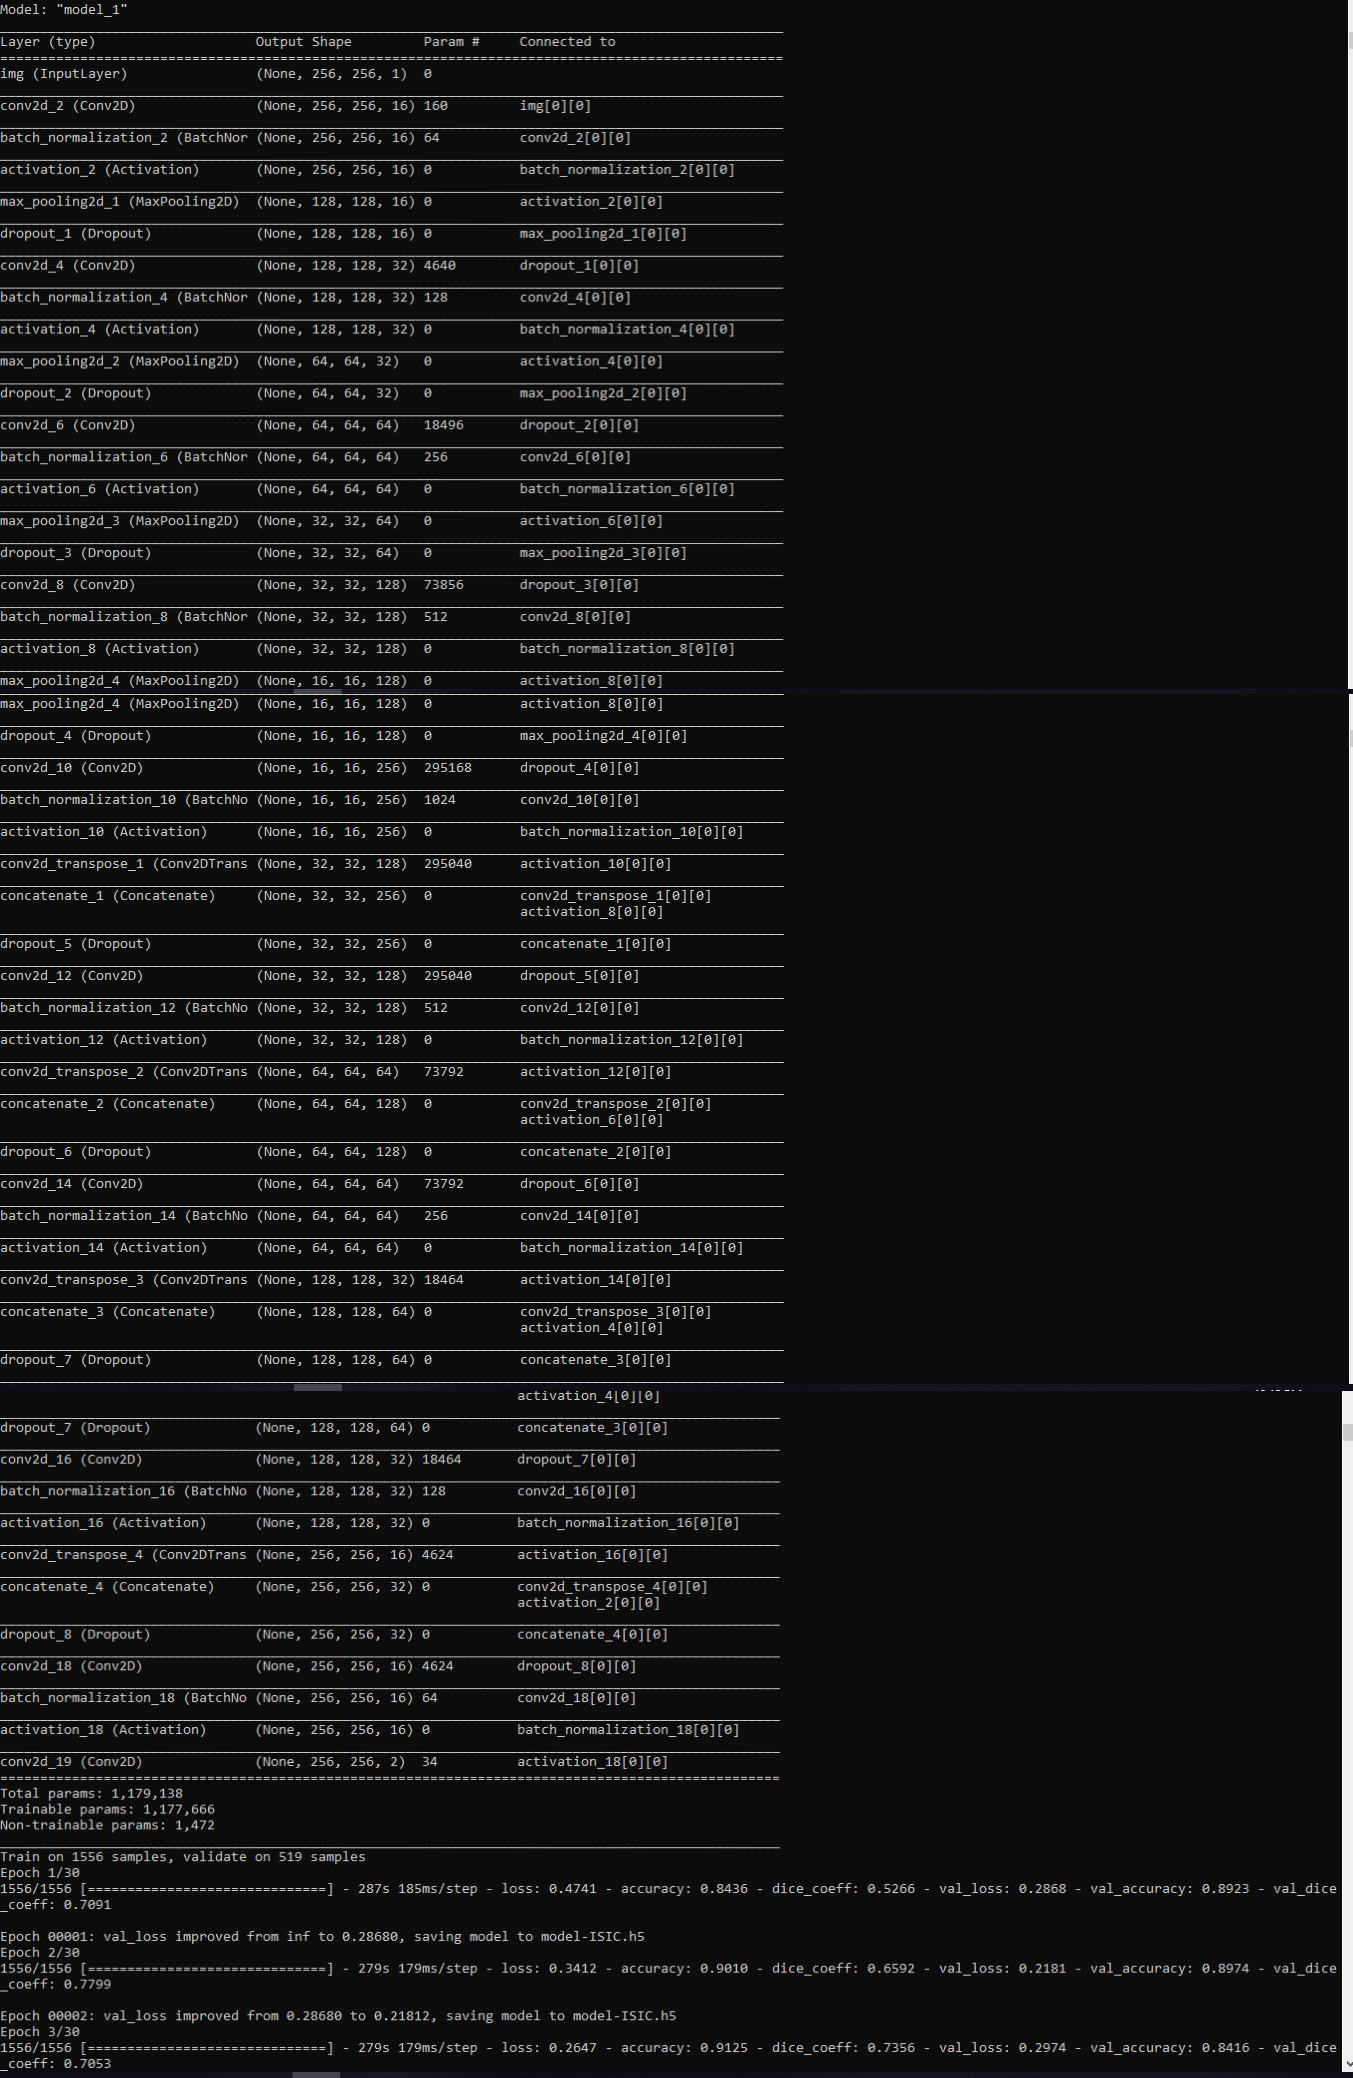 Model: "model_1"
Layer (type) Output Shape Param # Connected to
img (InputLayer) (None, 256, 256, 1) 0
conv2d_2 (Conv2D) (None, 256, 256, 16) 160 img[0][0]
batch_normalization_2 (BatchNor (None, 256, 256, 16) 64 conv2d_2[0][0]
activation_2 (Activation) (None, 256, 256, 16) 0 batch_normalization_2[0][0]
max_pooling2d_1 (MaxPooling2D) (None, 128, 128, 16) 0 activation_2[0][0]
dropout_1 (Dropout) (None, 128, 128, 16) 0 max_pooling2d_1[0][0]
conv2d_4 (Conv2D) (None, 128, 128, 32) 4640 dropout_1[0][0]
batch_normalization_4 (BatchNor (None, 128, 128, 32) 128 conv2d_4[0][0]
activation_4 (Activation) (None, 128, 128, 32) 0 batch_normalization_4[0][0]
max_pooling2d_2 (MaxPooling2D) (None, 64, 64, 32) 0 activation_4[0][0]
dropout_2 (Dropout) (None, 64, 64, 32) 0 max_pooling2d_2[0][0]
conv2d_6 (Conv2D) (None, 64, 64, 64) 18496 dropout_2[0][0]
batch_normalization_6 (BatchNor (None, 64, 64, 64) 256 conv2d_6[0][0]
activation_6 (Activation) (None, 64, 64, 64) 0 batch_normalization_6[0][0]
max_pooling2d_3 (MaxPooling2D) (None, 32, 32, 64) 0 activation_6[0][0]
dropout_3 (Dropout) (None, 32, 32, 64) 0 max_pooling2d_3[0][0]
conv2d_8 (Conv2D) (None, 32, 32, 128) 73856 dropout_3[0][0]
batch_normalization_8 (BatchNor (None, 32, 32, 128) 512 conv2d_8[0][0]
activation_8 (Activation) (None, 32, 32, 128) 0 batch_normalization_8[0][0]
max_pooling2d_4 (MaxPooling2D) (None, 16, 16, 128) 0 activation_8[0][0]
max_pooling2d_4 (MaxPooling2D) (None, 16, 16, 128) 0 activation_8[0][0]
dropout_4 (Dropout) (None, 16, 16, 128) 0 max_pooling2d_4[0][0]
conv2d_10 (Conv2D) (None, 16, 16, 256) 295168 dropout_4[0][0]
batch_normalization_10 (BatchNo (None, 16, 16, 256) 1024 conv2d_10[0][0]
activation_10 (Activation) (None, 16, 16, 256) 0 batch_normalization_10[0][0]
conv2d_transpose_1 (Conv2DTrans (None, 32, 32, 128) 295040 activation_10[0][0]
concatenate_1 (Concatenate) (None, 32, 32, 256) 0 conv2d_transpose_1[0][0]
activation_8[0][0]
dropout_5 (Dropout) (None, 32, 32, 256) 0 concatenate_1[0][0]
conv2d_12 (Conv2D) (None, 32, 32, 128) 295040 dropout_5[0][0]
batch_normalization_12 (BatchNo (None, 32, 32, 128) 512 conv2d_12[0][0]
activation_12 (Activation) (None, 32, 32, 128) 0 batch_normalization_12[0][0]
conv2d_transpose_2 (Conv2DTrans (None, 64, 64, 64) 73792 activation_12[0][0]
concatenate_2 (Concatenate) (None, 64, 64, 128) 0 conv2d_transpose_2[0][0]
activation_6[0][0]
dropout_6 (Dropout) (None, 64, 64, 128) 0 concatenate_2[0][0]
conv2d_14 (Conv2D) (None, 64, 64, 64) 73792 dropout_6[0][0]
batch_normalization_14 (BatchNo (None, 64, 64, 64) 256 conv2d_14[0][0]
activation_14 (Activation) (None, 64, 64, 64) 0 batch_normalization_14[0][0]
conv2d_transpose_3 (Conv2DTrans (None, 128, 128, 32) 18464 activation_14[0][0]
concatenate_3 (Concatenate) (None, 128, 128, 64) 0 conv2d_transpose_3[0][0]
activation_4[0][0]
dropout_7 (Dropout) (None, 128, 128, 64) 0 concatenate_3[0][0]
activation_4[0][0]
dropout_7 (Dropout) (None, 128, 128, 64) 0 concatenate_3[0][0]
conv2d_16 (Conv2D) (None, 128, 128, 32) 18464 dropout_7[0][0]
batch_normalization_16 (BatchNo (None, 128, 128, 32) 128 conv2d_16[0][0]
activation_16 (Activation) (None, 128, 128, 32) 0 batch_normalization_16[0][0]
conv2d_transpose_4 (Conv2DTrans (None, 256, 256, 16) 4624 activation_16[0][0]
concatenate_4 (Concatenate) (None, 256, 256, 32) 0 conv2d_transpose_4[0][0]
activation_2[0][0]
dropout_8 (Dropout) (None, 256, 256, 32) 0 concatenate_4[0][0]
conv2d_18 (Conv2D) (None, 256, 256, 16) 4624 dropout_8[0][0]
batch_normalization_18 (BatchNo (None, 256, 256, 16) 64 conv2d_18[0][0]
activation_18 (Activation) (None, 256, 256, 16) 0 batch_normalization_18[0][0]
conv2d_19 (Conv2D) (None, 256, 256, 2) 34 activation_18[0][0]
Total params: 1,179,138
Trainable params: 1,177,666
Non-trainable params: 1,472
Train on 1556 samples, validate on 519 samples
Epoch 1/30
1556/1556 [==============================] - 287s 185ms/step - loss: 0.4741 - accuracy: 0.8436 - dice_coeff: 0.5266 - val_loss: 0.2868 - val_accuracy: 0.8923 - val_dice
_coeff: 0.7091
Epoch 00001: val_loss improved from inf to 0.28680, saving model to model-ISIC.h5
Epoch 2/30
1556/1556 [==============================] - 279s 179ms/step - loss: 0.3412 - accuracy: 0.9010 - dice_coeff: 0.6592 - val_loss: 0.2181 - val_accuracy: 0.8974 - val_dice
_coeff: 0.7799
Epoch 00002: val_loss improved from 0.28680 to 0.21812, saving model to model-ISIC.h5
Epoch 3/30
1556/1556 [==============================] - 279s 179ms/step - loss: 0.2647 - accuracy: 0.9125 - dice_coeff: 0.7356 - val_loss: 0.2974 - val_accuracy: 0.8416 - val_dice
_coeff: 0.7053